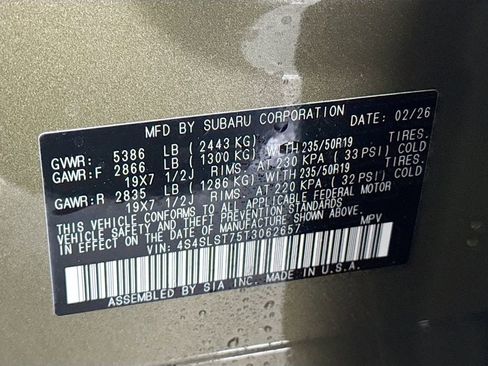 MFD BY SUBARU CORPORATION DATE: 02/26
GVWR: 5386 LB (2443 KG)
GAWR:F 2866 LB (1300 KG) WITH 235/50R19 TIRES.
19X7 1/2J RIMS. AT 230 KPA (33 PSI) COLD
GAWR:R 2835 LB (1286 KG) WITH 235/50R19 TIRES.
19X7 1/2J RIMS. AT 220 KPA (32 PSI) COLD
THIS VEHICLE CONFORMS TO ALL APPLICABLE FEDERAL MOTOR
VEHICLE SAFETY AND THEFT PREVENTION STANDARDS
IN EFFECT ON THE DATE OF MANUFACTURE SHOWN ABOVE.
VIN: 4S4SLST75T3062657 MPV
ASSEMBLED BY SIA INC. MADE IN U.S.A.